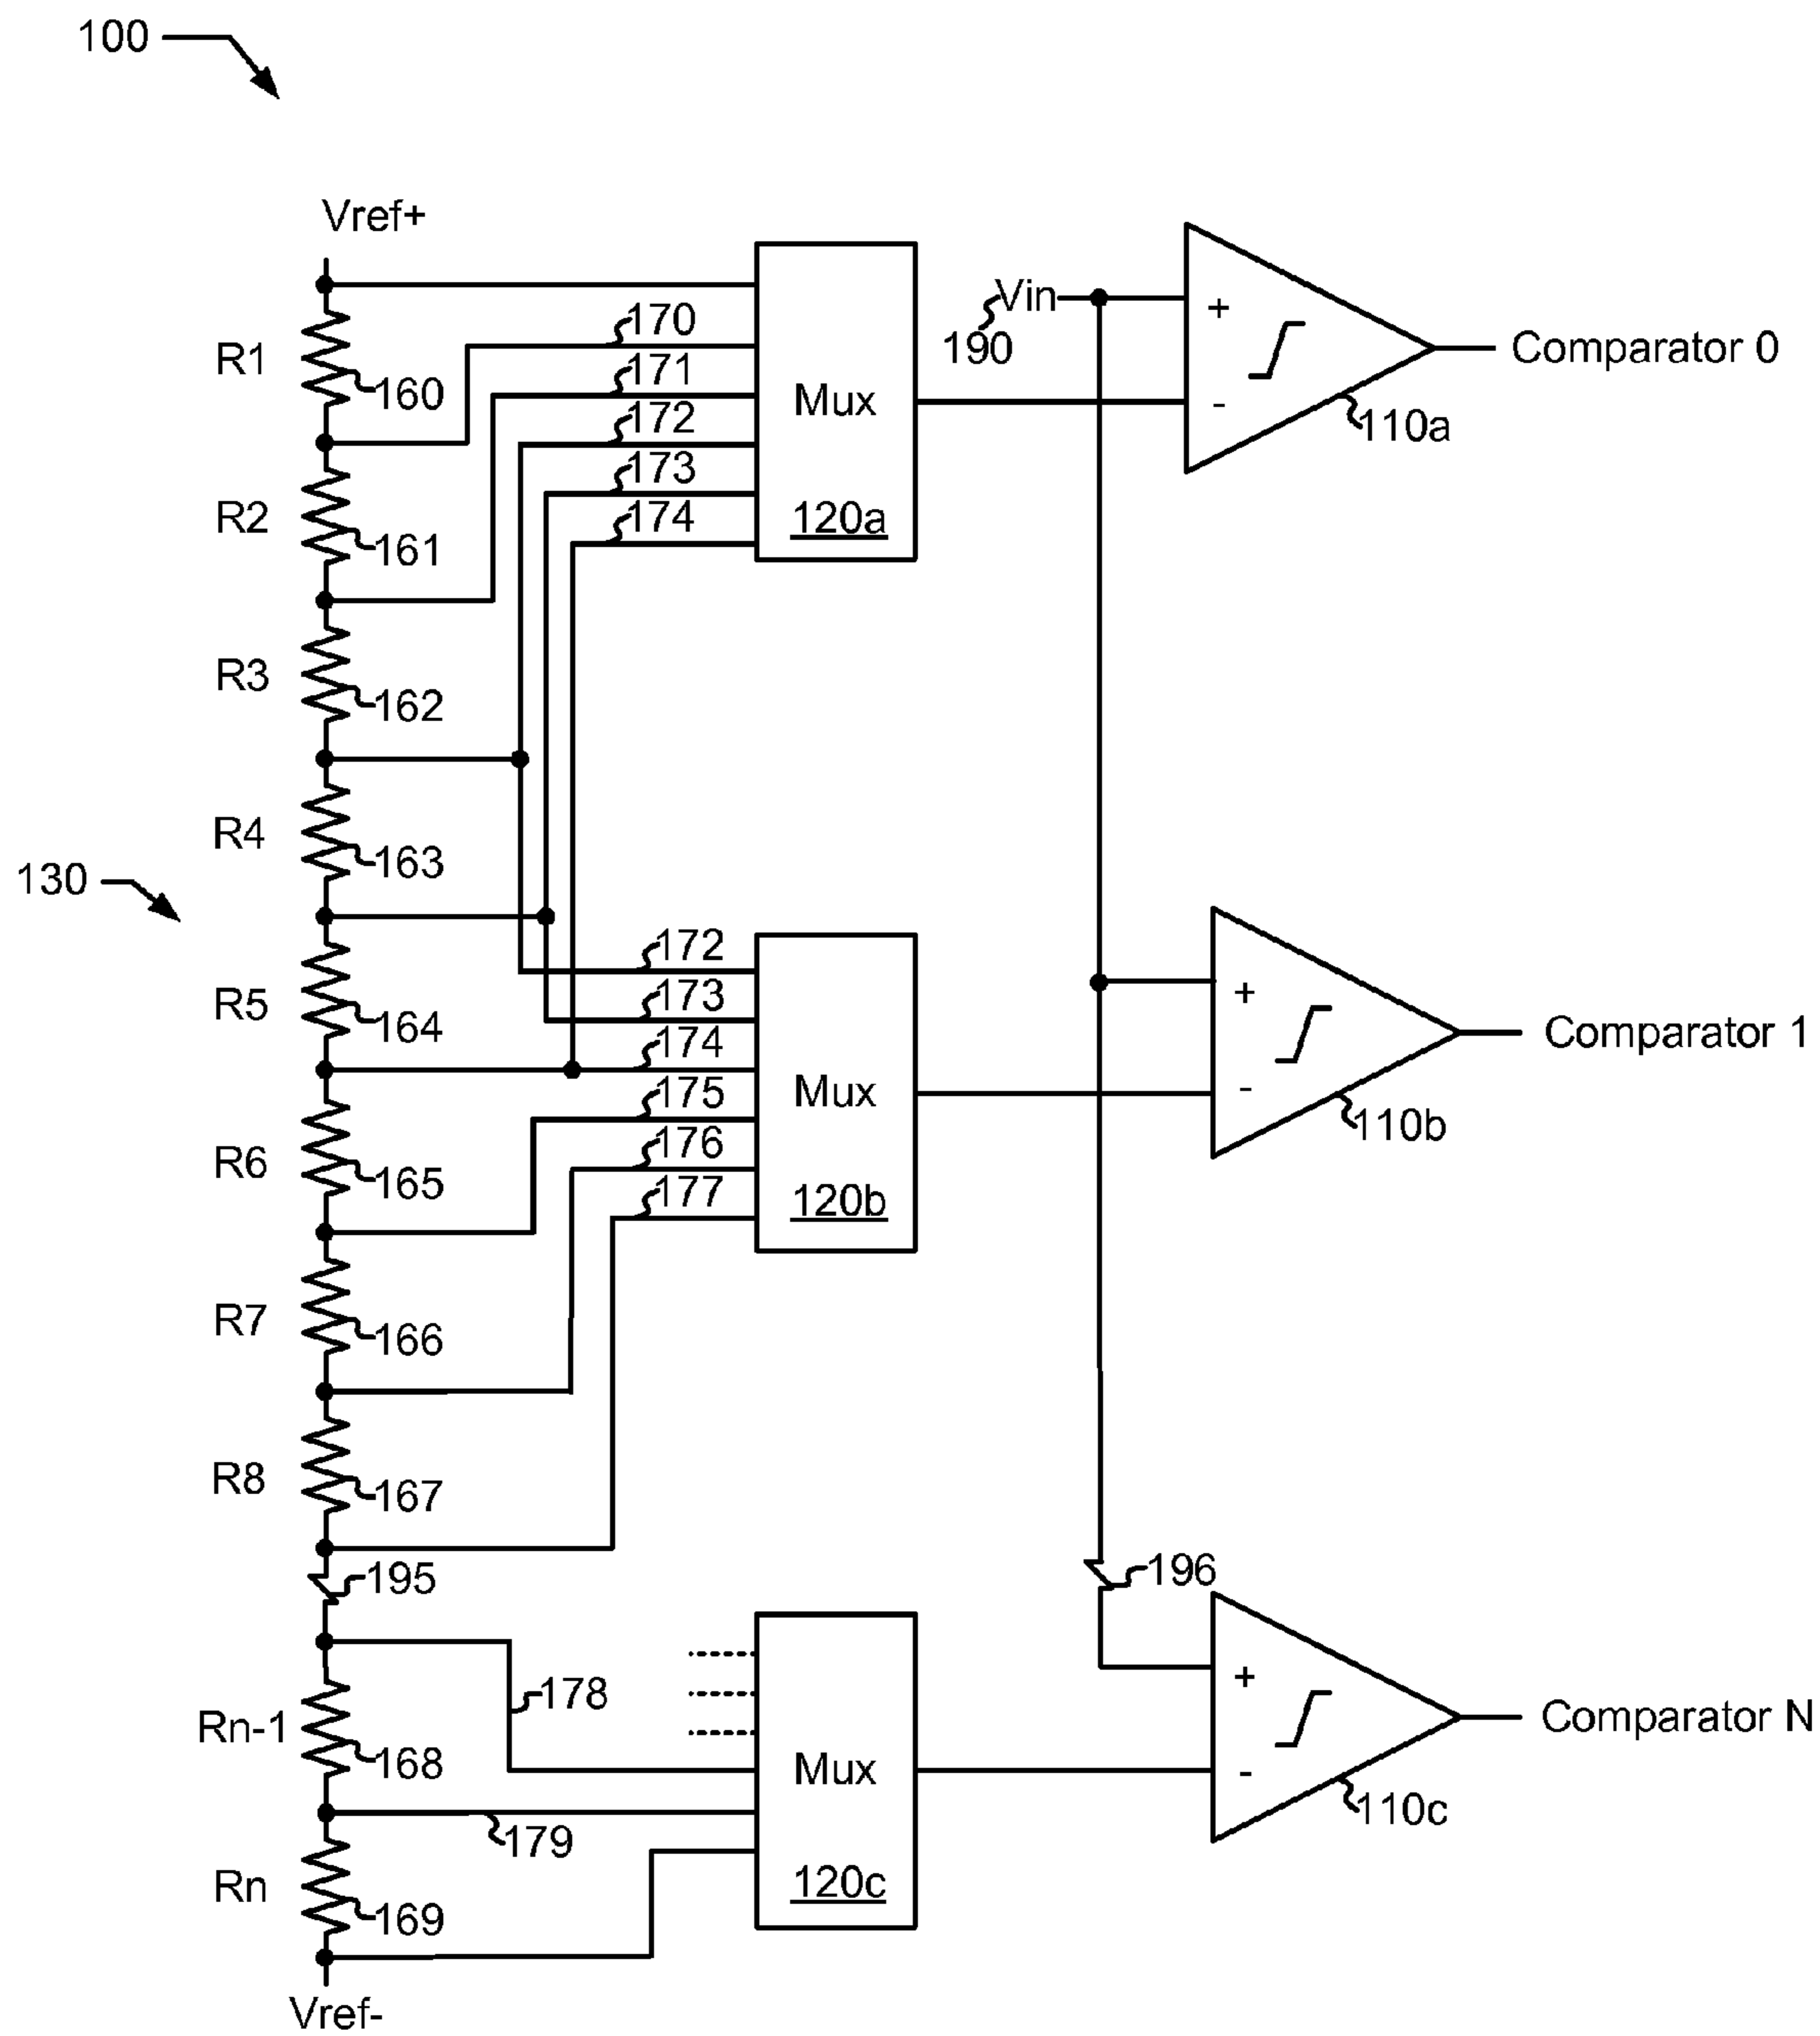 100
Vref+
170
Vin
190
+
R1
160
171
Mux
Comparator 0
172
-
110a
173
R2
161
174
120a
R3
162
R4
163
130
172
173
+
R5
164
174
Comparator 1
175
Mux
-
110b
R6
165
176
177
120b
R7
166
R8
167
195
196
178
+
Rn-1
168
Mux
-
Comparator N
179
110c
Rn
169
120c
Vref-